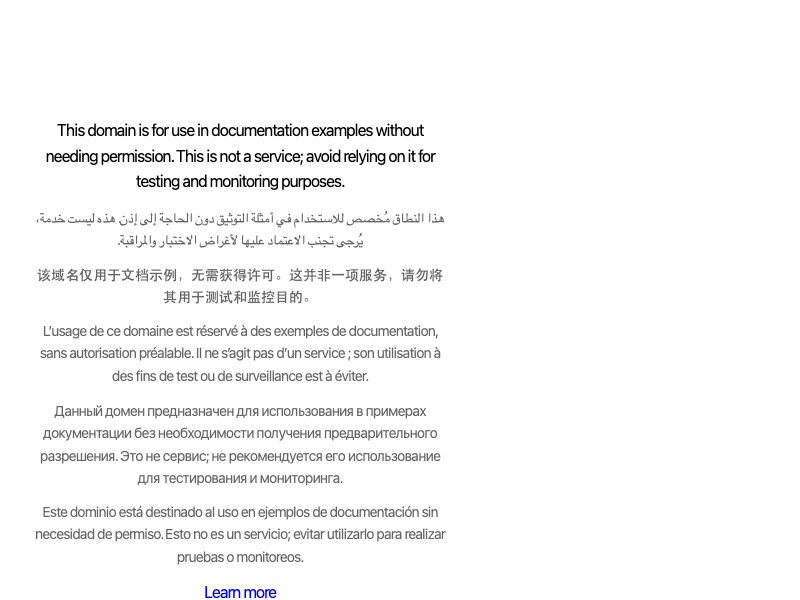 This domain is for use in documentation examples without
needing permission. This is not a service; avoid relying on it for
testing and monitoring purposes.
هذا النطاق مُخصص للاستخدام في أمثلة التوثيق دون الحاجة إلى إذن. هذه ليست خدمة،
يُرجى تجنب الاعتماد عليها لأغراض الاختبار والمراقبة.
该域名仅用于文档示例，无需获得许可。这并非一项服务，请勿将
其用于测试和监控目的。
L’usage de ce domaine est réservé à des exemples de documentation,
sans autorisation préalable. Il ne s’agit pas d’un service ; son utilisation à
des fins de test ou de surveillance est à éviter.
Данный домен предназначен для использования в примерах
документации без необходимости получения предварительного
разрешения. Это не сервис; не рекомендуется его использование
для тестирования и мониторинга.
Este dominio está destinado al uso en ejemplos de documentación sin
necesidad de permiso. Esto no es un servicio; evitar utilizarlo para realizar
pruebas o monitoreos.
Learn more